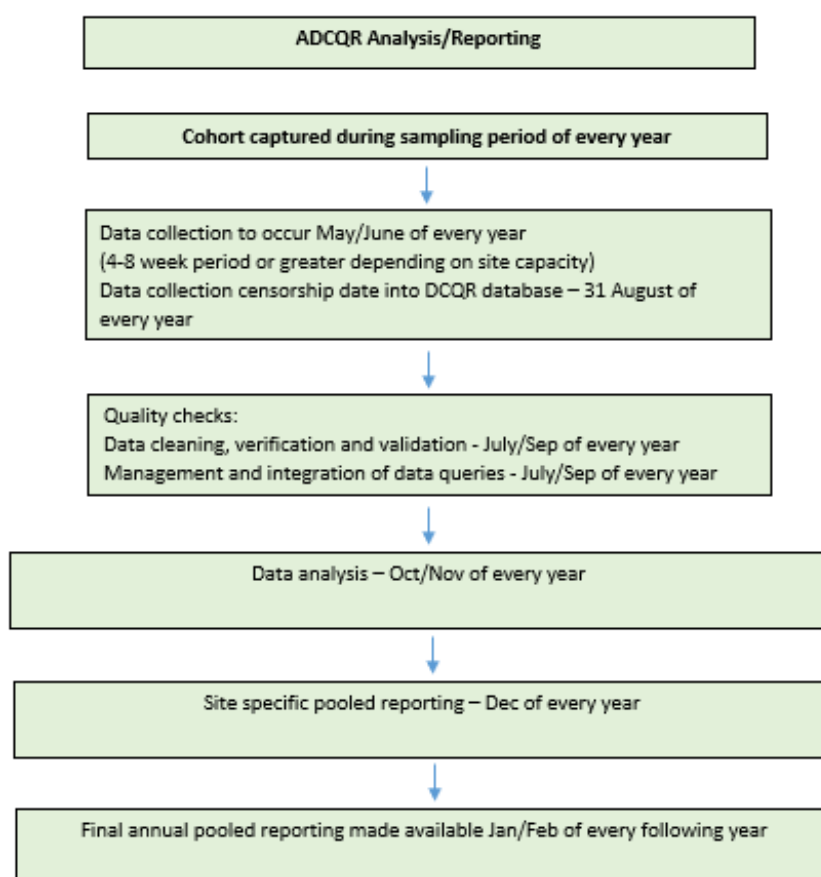 ADCQR Analysis/Reporting
Cohort captured during sampling period of every year
Data collection to occur May/June of every year
(4-8 week period or greater depending on site capacity)
Data collection censorship date into DCQR database – 31 August of
every year
Quality checks:
Data cleaning, verification and validation - July/Sep of every year
Management and integration of data queries - July/Sep of every year
Data analysis – Oct/Nov of every year
Site specific pooled reporting – Dec of every year
Final annual pooled reporting made available Jan/Feb of every following year